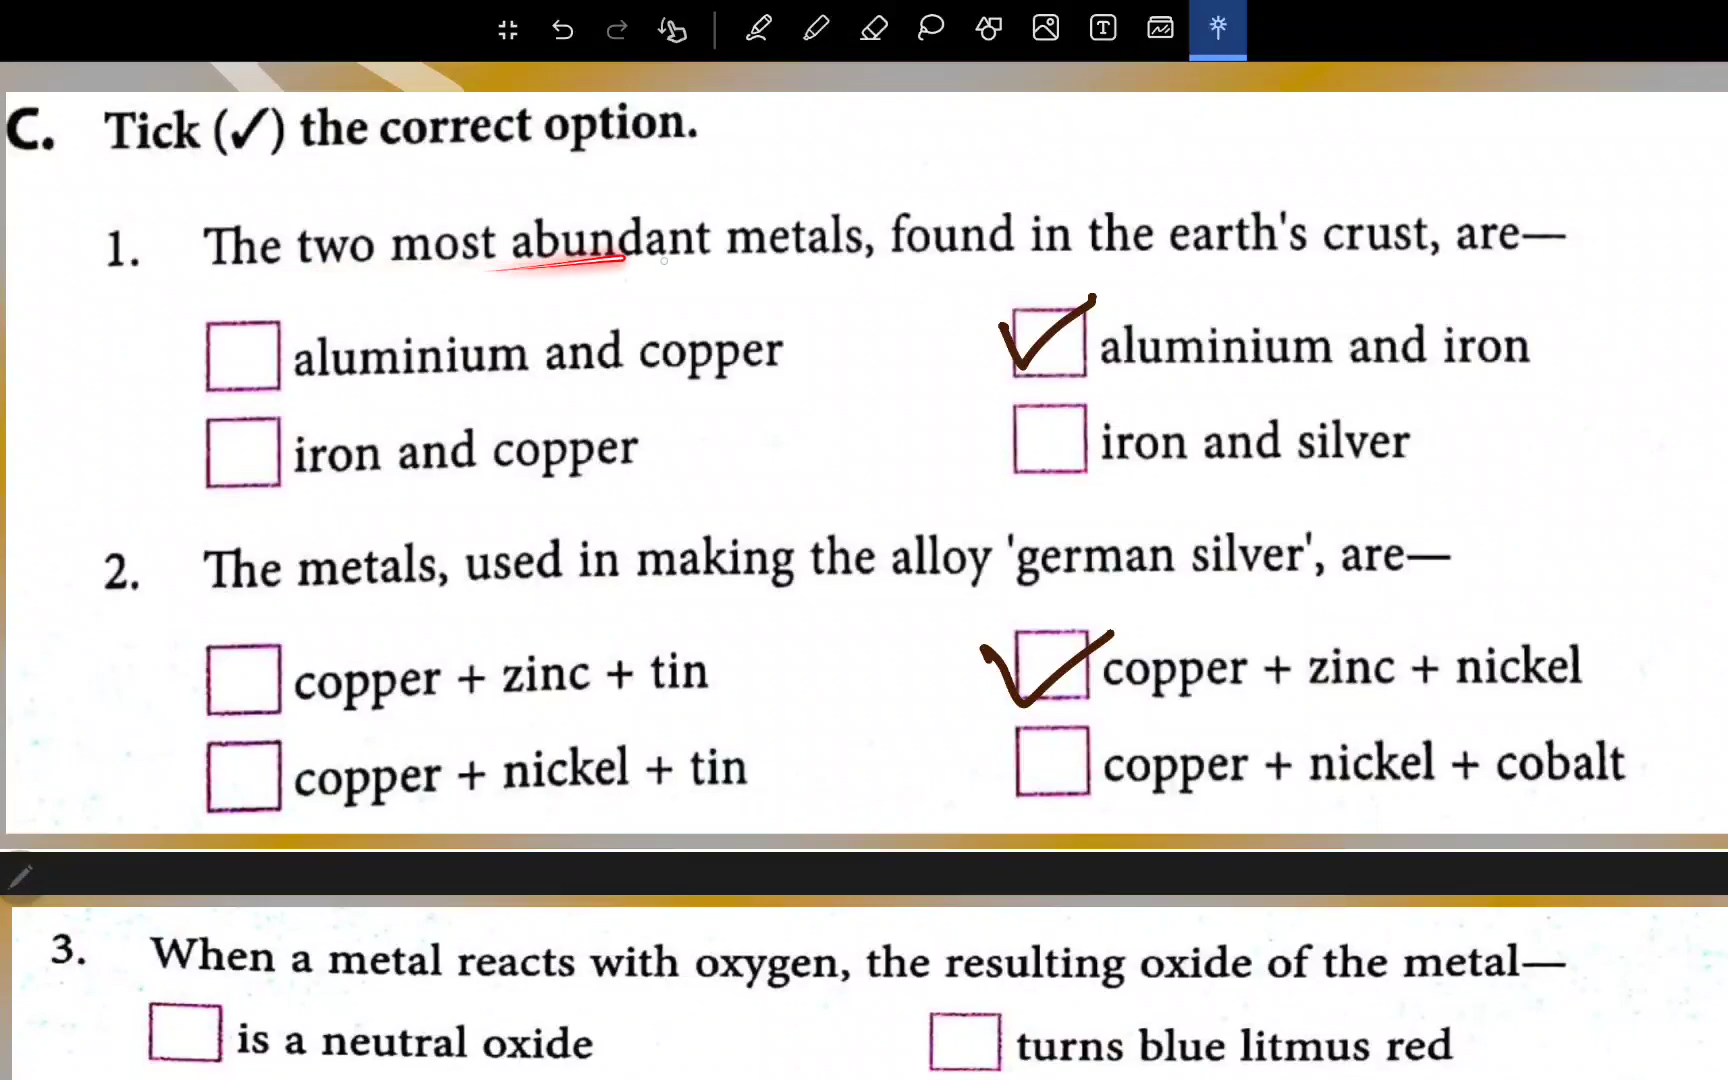 C. Tick (✓) the correct option.
1. The two most abundant metals, found in the earth's crust, are—
aluminium and copper
aluminium and iron
iron and copper
iron and silver
2. The metals, used in making the alloy 'german silver', are—
copper + zinc + tin
copper + zinc + nickel
copper + nickel + tin
copper + nickel + cobalt
3. When a metal reacts with oxygen, the resulting oxide of the metal—
is a neutral oxide
turns blue litmus red